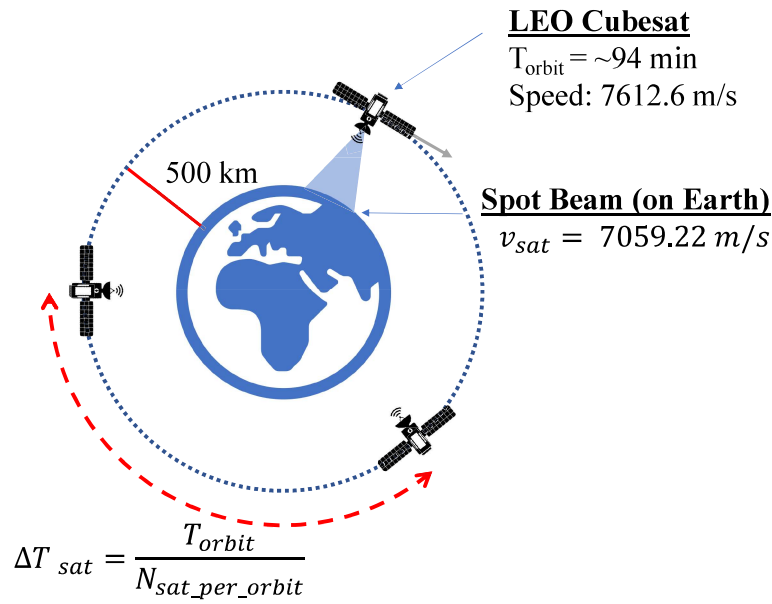 LEO Cubesat
T_orbit = ~94 min
Speed: 7612.6 m/s
500 km
Spot Beam (on Earth)
v_sat = 7059.22 m/s
ΔT_sat = T_orbit / N_sat_per_orbit